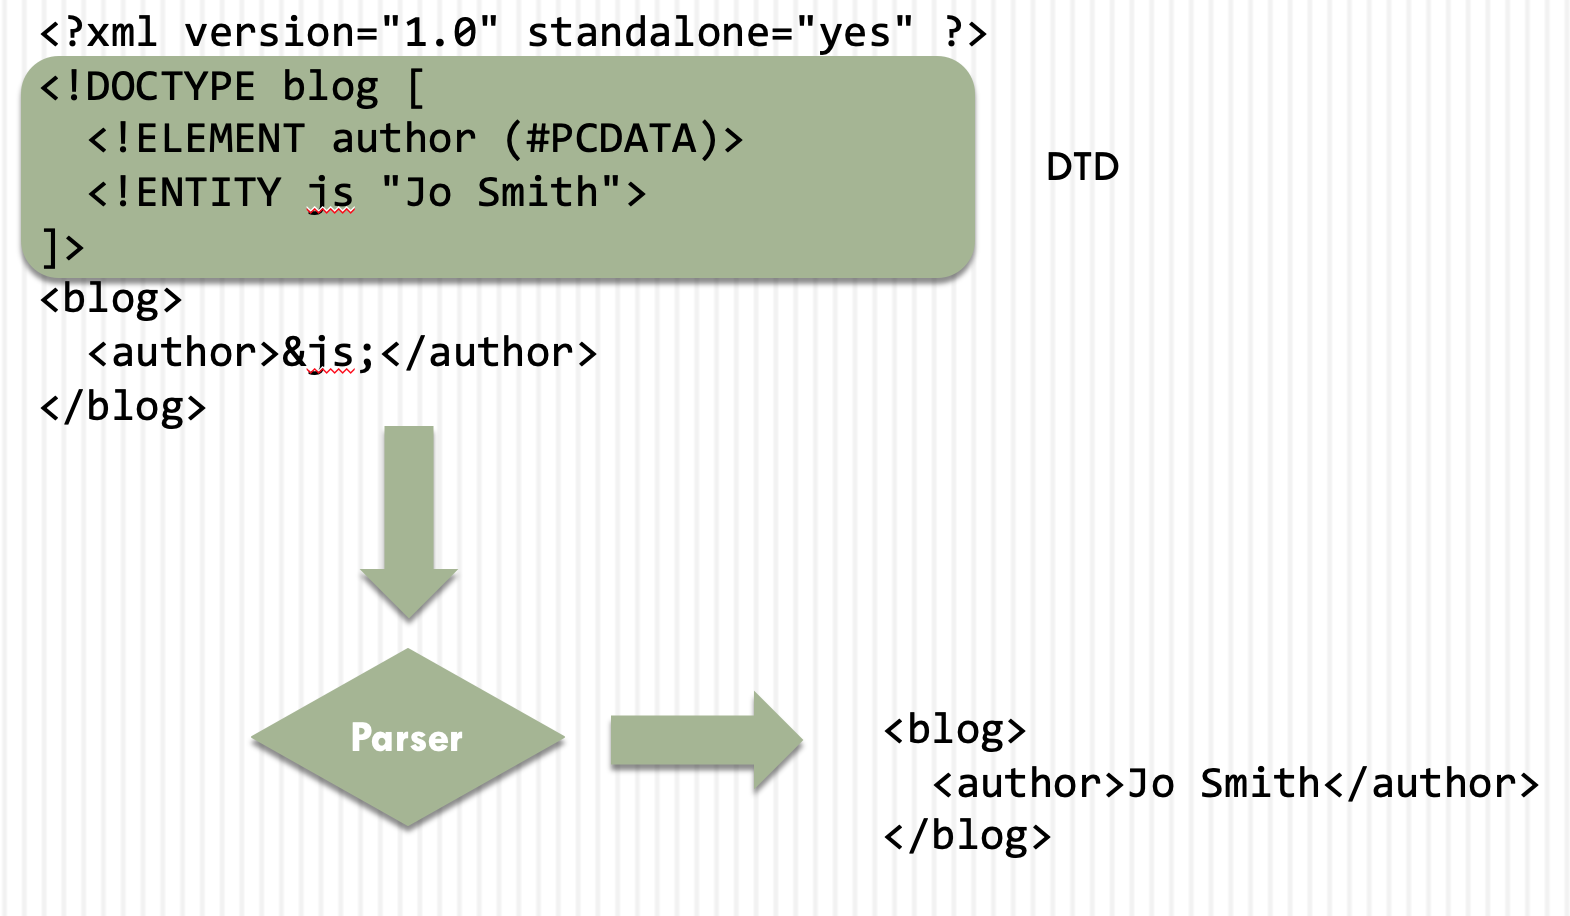 <?xml version="1.0" standalone="yes" ?>
<!DOCTYPE blog [
  <!ELEMENT author (#PCDATA)>
  <!ENTITY js "Jo Smith">
]>
DTD
<blog>
  <author>&js;</author>
</blog>
Parser
<blog>
  <author>Jo Smith</author>
</blog>